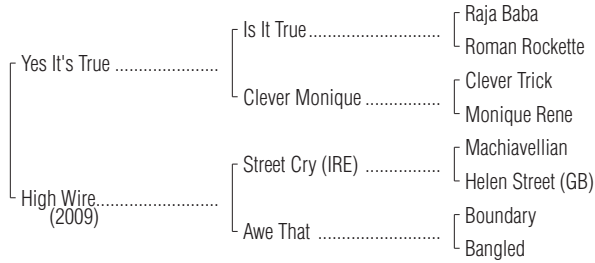 Raja Baba
Is It True
Roman Rockette
Yes It's True
Clever Trick
Clever Monique
Monique Rene
Machiavellian
Street Cry (IRE)
Helen Street (GB)
High Wire
(2009)
Boundary
Awe That
Bangled